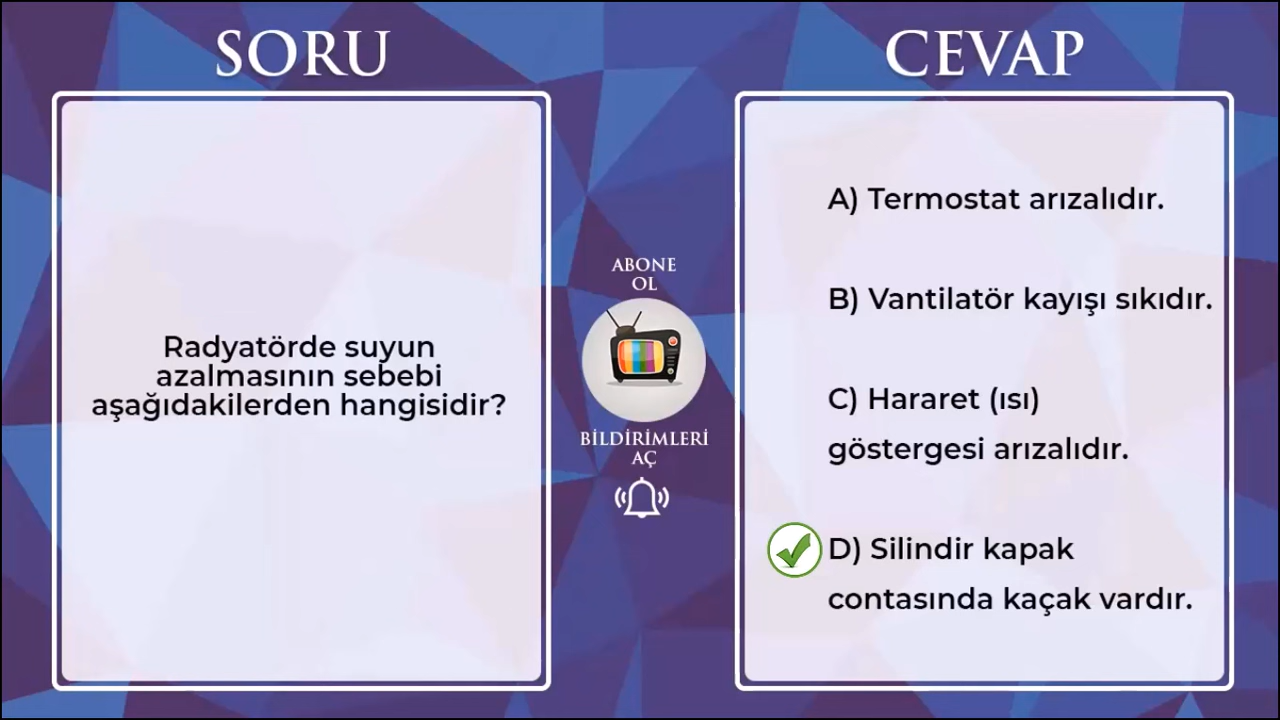 SORU
Radyatörde suyun
azalmasının sebebi
aşağıdakilerden hangisidir?
ABONE
OL
BİLDİRİMLERİ
AÇ
CEVAP
A) Termostat arızalıdır.
B) Vantilatör kayışı sıkıdır.
C) Hararet (ısı)
göstergesi arızalıdır.
D) Silindir kapak
contasında kaçak vardır.